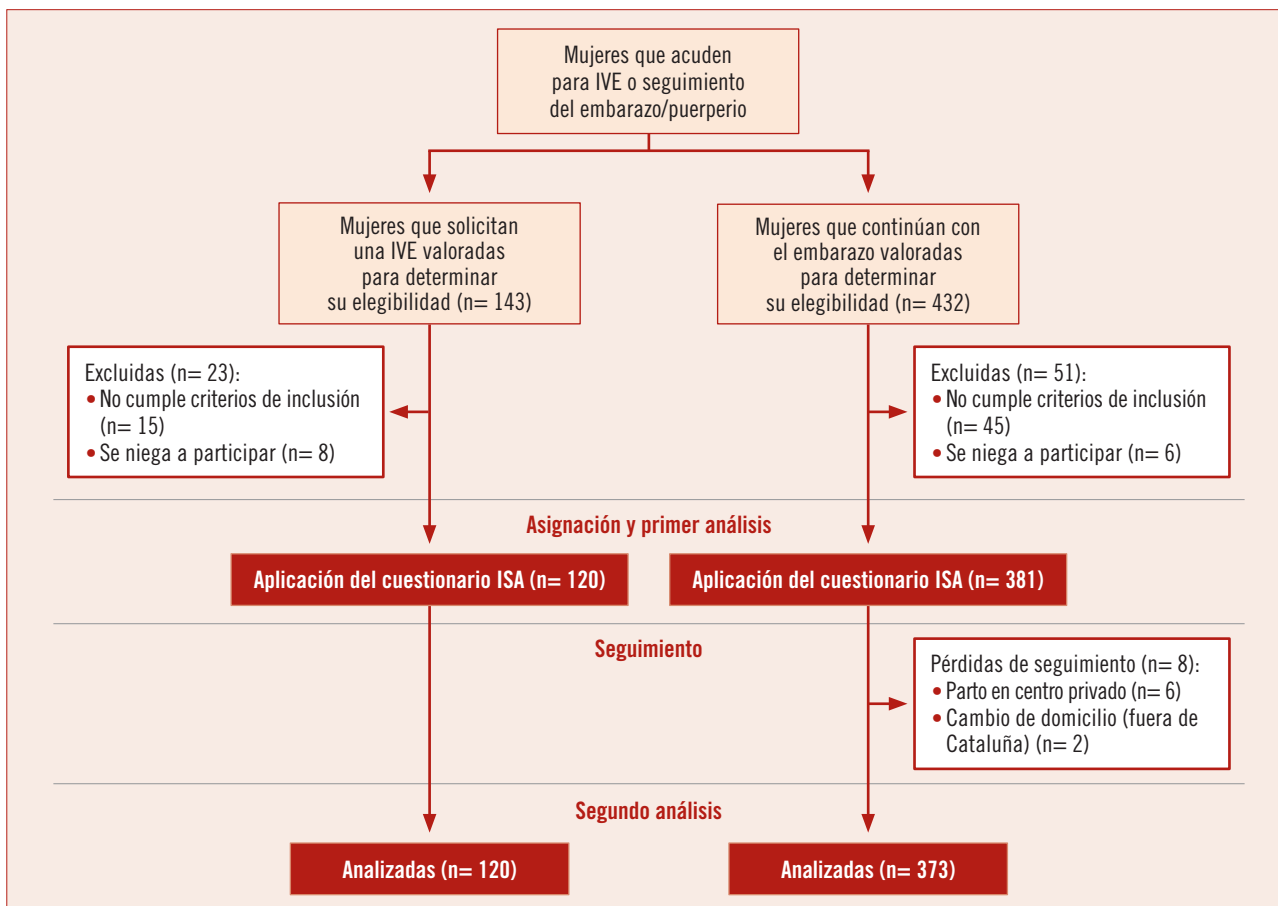 Mujeres que acuden
para IVE o seguimiento
del embarazo/puerperio
Mujeres que solicitan
una IVE valoradas
para determinar
su elegibilidad (n= 143)
Mujeres que continúan con
el embarazo valoradas
para determinar
su elegibilidad (n= 432)
Excluidas (n= 23):
• No cumple criterios de inclusión
(n= 15)
• Se niega a participar (n= 8)
Excluidas (n= 51):
• No cumple criterios de inclusión
(n= 45)
• Se niega a participar (n= 6)
Asignación y primer análisis
Aplicación del cuestionario ISA (n= 120)
Aplicación del cuestionario ISA (n= 381)
Seguimiento
Pérdidas de seguimiento (n= 8):
• Parto en centro privado (n= 6)
• Cambio de domicilio (fuera de
Cataluña) (n= 2)
Segundo análisis
Analizadas (n= 120)
Analizadas (n= 373)